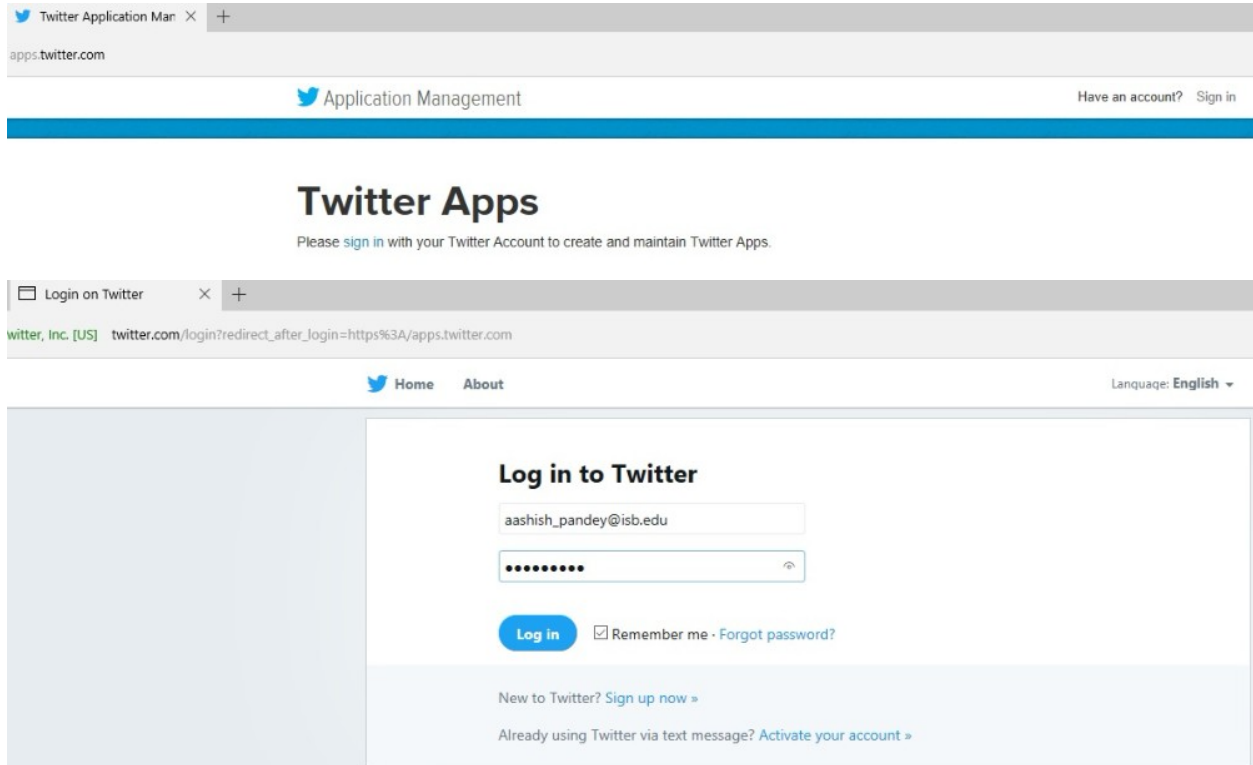 Twitter Application Man
apps.twitter.com
Application Management Have an account? Sign in
Twitter Apps
Please sign in with your Twitter Account to create and maintain Twitter Apps.
Login on Twitter
witter, Inc. [US] twitter.com/login?redirect_after_login=https%3A/apps.twitter.com
Home About Language: English
Log in to Twitter
aashish_pandey@isb.edu
•••••••••
Log in Remember me · Forgot password?
New to Twitter? Sign up now »
Already using Twitter via text message? Activate your account »